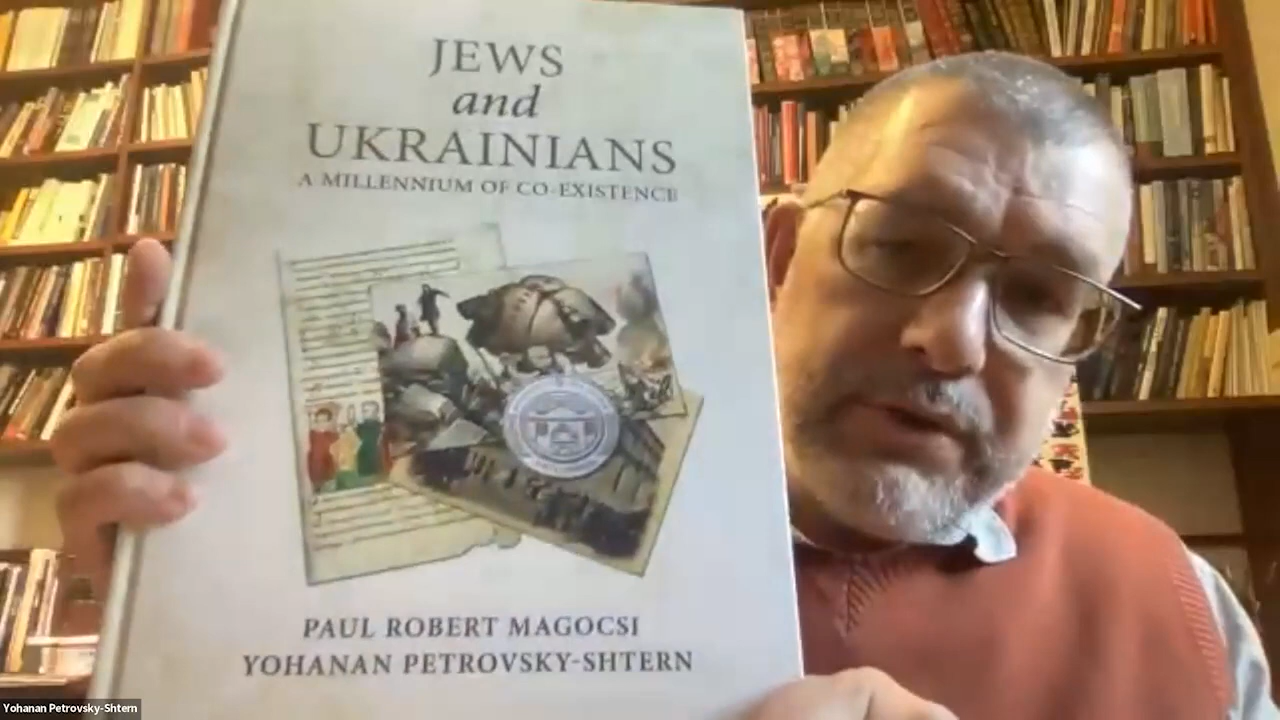 JEWS
and
UKRAINIANS
A MILLENNIUM OF CO-EXISTENCE
PAUL ROBERT MAGOCSI
YOHANAN PETROVSKY-SHTERN
Yohanan Petrovsky-Shtern